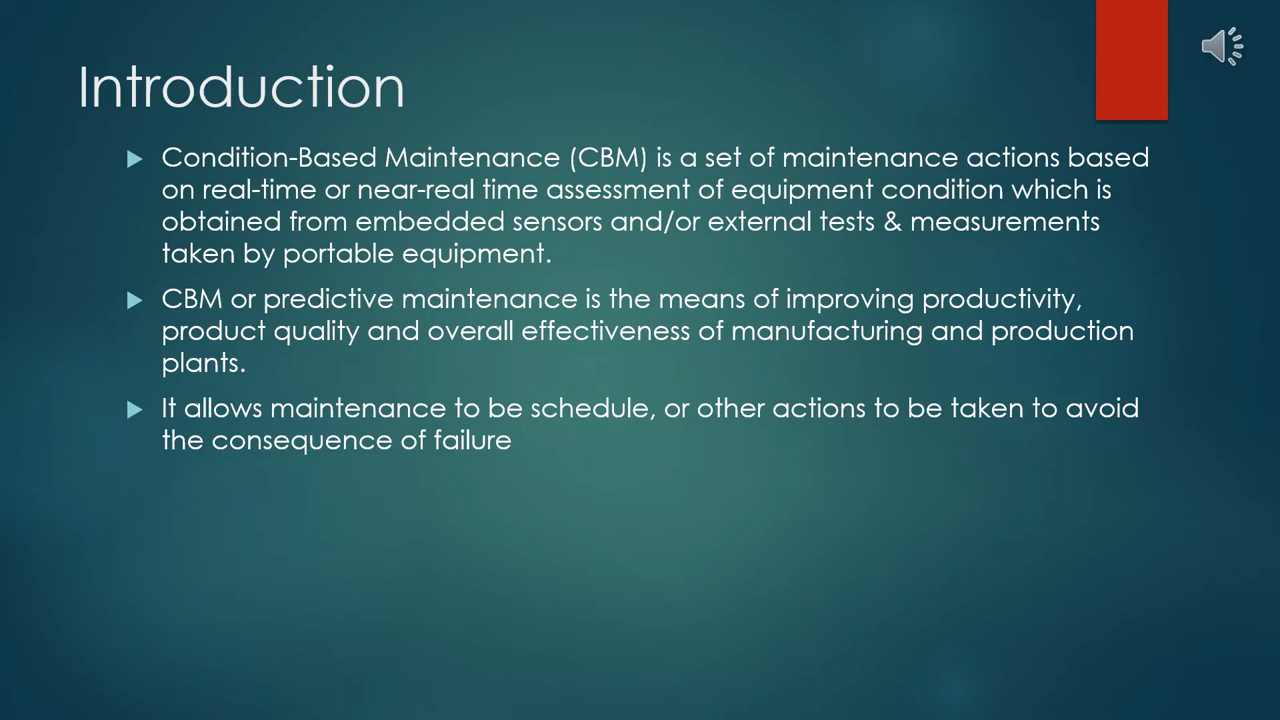 Introduction
Condition-Based Maintenance (CBM) is a set of maintenance actions based
on real-time or near-real time assessment of equipment condition which is
obtained from embedded sensors and/or external tests & measurements
taken by portable equipment.
CBM or predictive maintenance is the means of improving productivity,
product quality and overall effectiveness of manufacturing and production
plants.
It allows maintenance to be schedule, or other actions to be taken to avoid
the consequence of failure